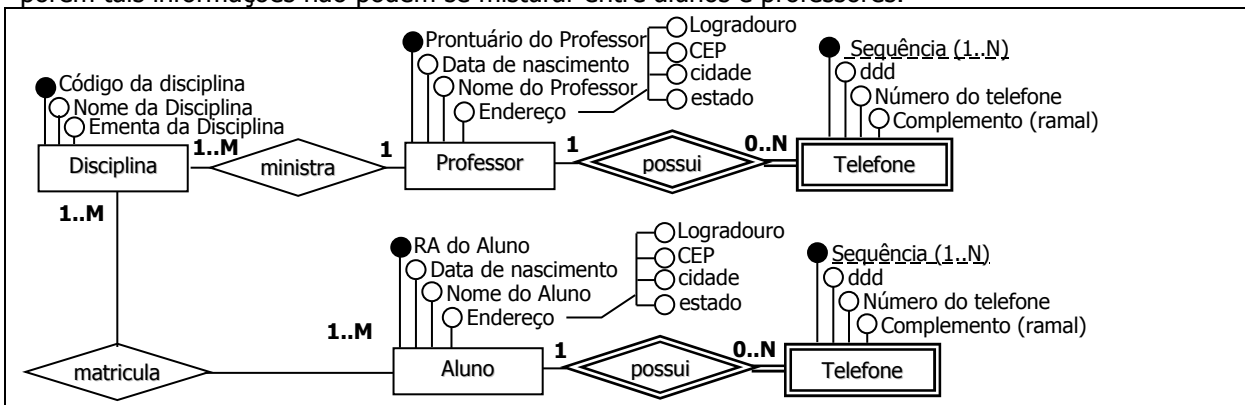 porém tais informações não podem se misturar entre alunos e professores.
Logradouro
Prontuário do Professor
CEP
Sequência (1..N)
Data de nascimento
cidade
ddd
Código da disciplina
Nome do Professor
estado
Número do telefone
Nome da Disciplina
Endereço
Complemento (ramal)
Ementa da Disciplina
1..M
1
1
0..N
Disciplina
ministra
Professor
possui
Telefone
1..M
Logradouro
RA do Aluno
CEP
Sequência (1..N)
Data de nascimento
cidade
ddd
Nome do Aluno
estado
Número do telefone
Endereço
Complemento (ramal)
1..M
1
0..N
matricula
Aluno
possui
Telefone